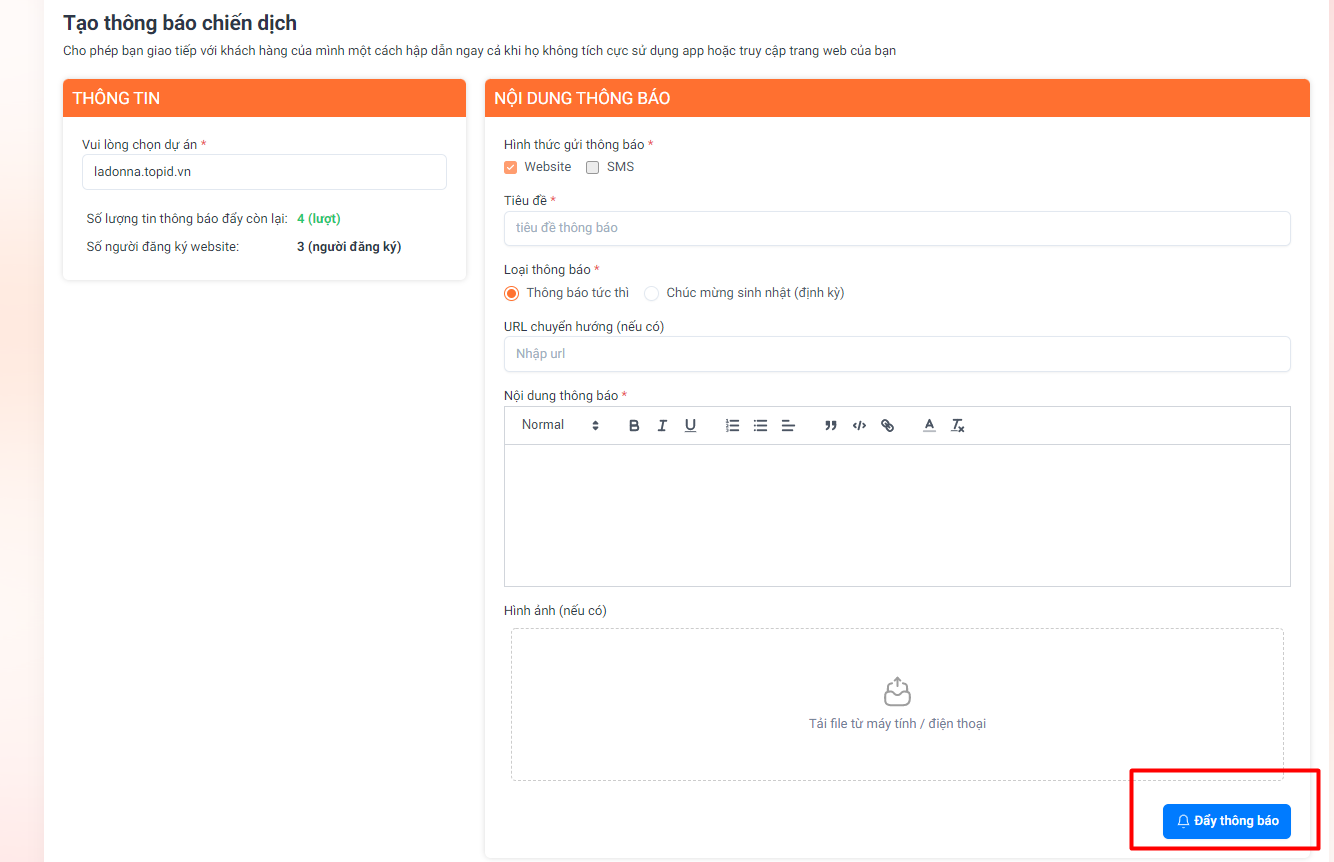 Tạo thông báo chiến dịch
Cho phép bạn giao tiếp với khách hàng của mình một cách hấp dẫn ngay cả khi họ không tích cực sử dụng app hoặc truy cập trang web của bạn
THÔNG TIN
Vui lòng chọn dự án *
ladonna.topid.vn
Số lượng tin thông báo đẩy còn lại: 4 (lượt)
Số người đăng ký website: 3 (người đăng ký)
NỘI DUNG THÔNG BÁO
Hình thức gửi thông báo *
Website SMS
Tiêu đề *
tiêu đề thông báo
Loại thông báo *
Thông báo tức thì Chúc mừng sinh nhật (định kỳ)
URL chuyển hướng (nếu có)
Nhập url
Nội dung thông báo *
Normal
Hình ảnh (nếu có)
Tải file từ máy tính / điện thoại
Đẩy thông báo